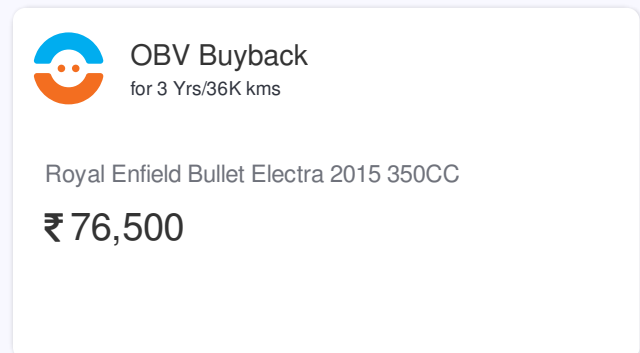 OBV Buyback
for 3 Yrs/36K kms
Royal Enfield Bullet Electra 2015 350CC
₹ 76,500